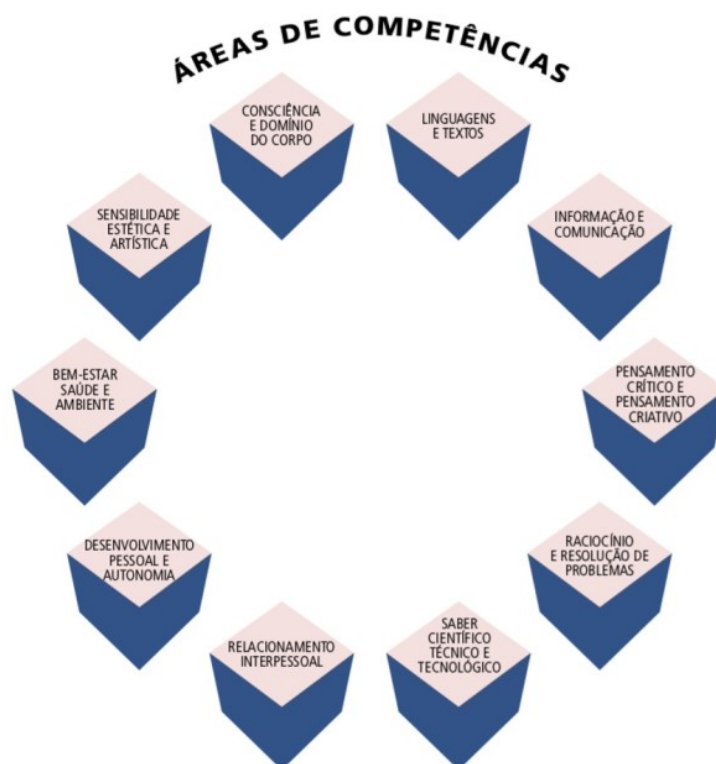 ÁREAS DE COMPETÊNCIAS
CONSCIÊNCIA
E DOMÍNIO
DO CORPO
LINGUAGENS
E TEXTOS
SENSIBILIDADE
ESTÉTICA E
ARTÍSTICA
INFORMAÇÃO E
COMUNICAÇÃO
BEM-ESTAR
SAÚDE E
AMBIENTE
PENSAMENTO
CRÍTICO E
PENSAMENTO
CRIATIVO
DESENVOLVIMENTO
PESSOAL E
AUTONOMIA
RACIOCÍNIO
E RESOLUÇÃO DE
PROBLEMAS
RELACIONAMENTO
INTERPESSOAL
SABER
CIENTÍFICO
TÉCNICO E
TECNOLÓGICO